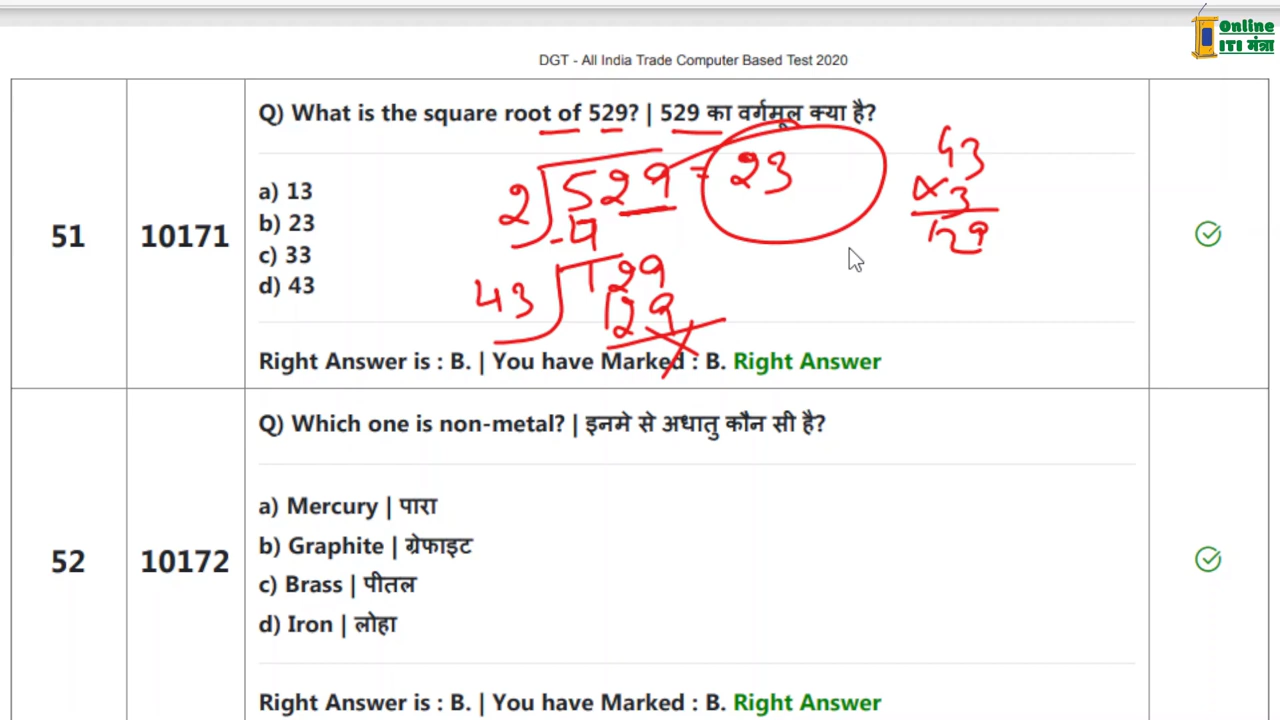 Online
ITI मंत्रा
DGT - All India Trade Computer Based Test 2020
51
10171
Q) What is the square root of 529? | 529 का वर्गमूल क्या है?
a) 13
b) 23
c) 33
d) 43
2 529 = 23
-4
43 129
129
43
×3
129
Right Answer is : B. | You have Marked : B. Right Answer
52
10172
Q) Which one is non-metal? | इनमे से अधातु कौन सी है?
a) Mercury | पारा
b) Graphite | ग्रेफाइट
c) Brass | पीतल
d) Iron | लोहा
Right Answer is : B. | You have Marked : B. Right Answer